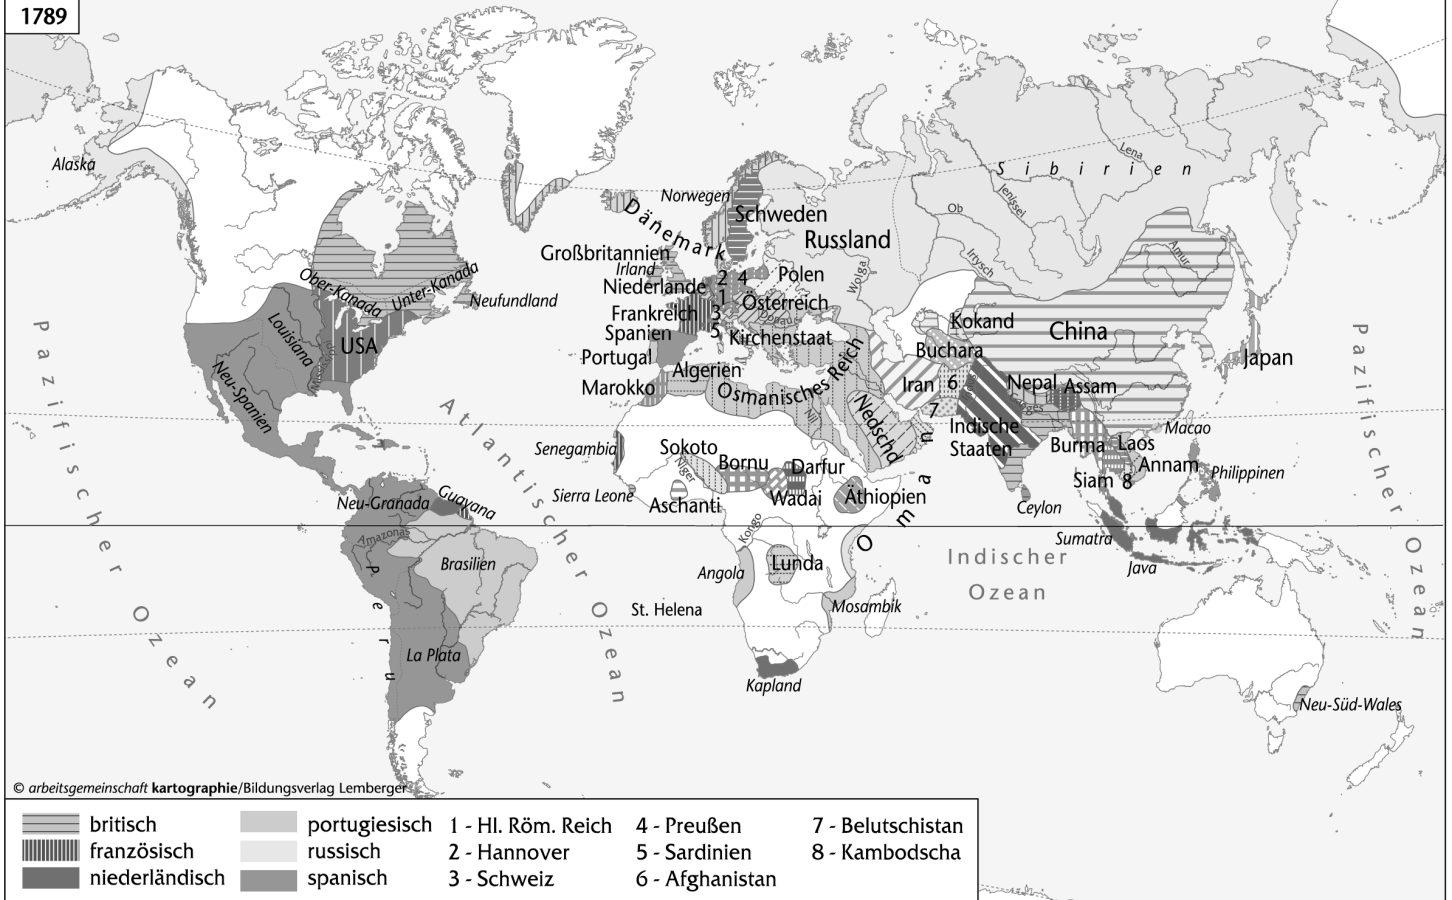 1789
Alaska
Sibirien
Lena
Jenissei
Ob
Irtysch
Amur
Wolga
Norwegen
Dänemark
Schweden
Russland
Großbritannien
Irland
Niederlande
2
4
Polen
1
Österreich
Donau
Frankreich
3
Spanien
5
Kirchenstaat
Portugal
Algerien
Marokko
Osmanisches Reich
Nil
Nedschd
Oman
Ober-Kanada
Unter-Kanada
Neufundland
Louisiana
USA
Neu-Spanien
Kokand
China
Buchara
Japan
Iran
6
Nepal
Assam
7
Ganges
Indische
Staaten
Macao
Burma
Laos
Annam
Siam
8
Philippinen
Ceylon
Sumatra
Java
Senegambia
Sokoto
Bornu
Darfur
Niger
Wadai
Äthiopien
Sierra Leone
Aschanti
Kongo
Lunda
Angola
Mosambik
St. Helena
Kapland
Neu-Granada
Guayana
Amazonas
Brasilien
Peru
La Plata
Neu-Süd-Wales
Pazifischer Ozean
Atlantischer Ozean
Indischer
Ozean
Pazifischer Ozean
© arbeitsgemeinschaft kartographie/Bildungsverlag Lemberger
britisch
französisch
niederländisch
portugiesisch
russisch
spanisch
1 - Hl. Röm. Reich
2 - Hannover
3 - Schweiz
4 - Preußen
5 - Sardinien
6 - Afghanistan
7 - Belutschistan
8 - Kambodscha